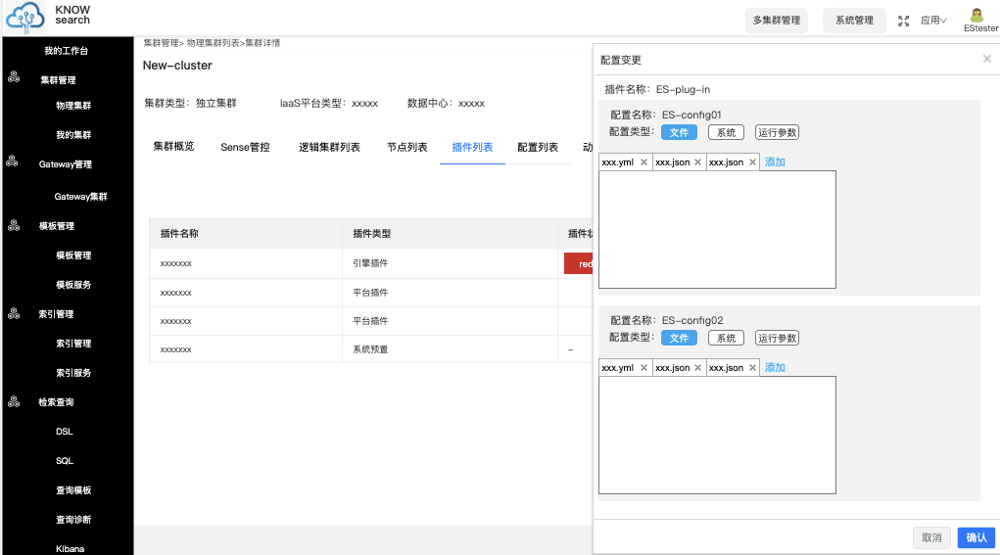 KNOW
search
多集群管理
系统管理
应用
EStester
我的工作台
集群管理
物理集群
我的集群
Gateway管理
Gateway集群
模板管理
模板管理
模板服务
索引管理
索引管理
索引服务
检索查询
DSL
SQL
查询模板
查询诊断
Kibana
集群管理> 物理集群列表>集群详情
New-cluster
集群类型：独立集群 IaaS平台类型：xxxxx 数据中心：xxxxx
集群概览 Sense管控 逻辑集群列表 节点列表 插件列表 配置列表 动
插件名称 插件类型 插件状
xxxxxxx 引擎插件 red
xxxxxxx 平台插件
xxxxxxx 平台插件
xxxxxxx 系统预置 –
配置变更
插件名称：ES-plug-in
配置名称：ES-config01
配置类型：文件 系统 运行参数
xxx.yml × xxx.json × xxx.json × 添加
配置名称：ES-config02
配置类型：文件 系统 运行参数
xxx.yml × xxx.json × xxx.json × 添加
取消 确认